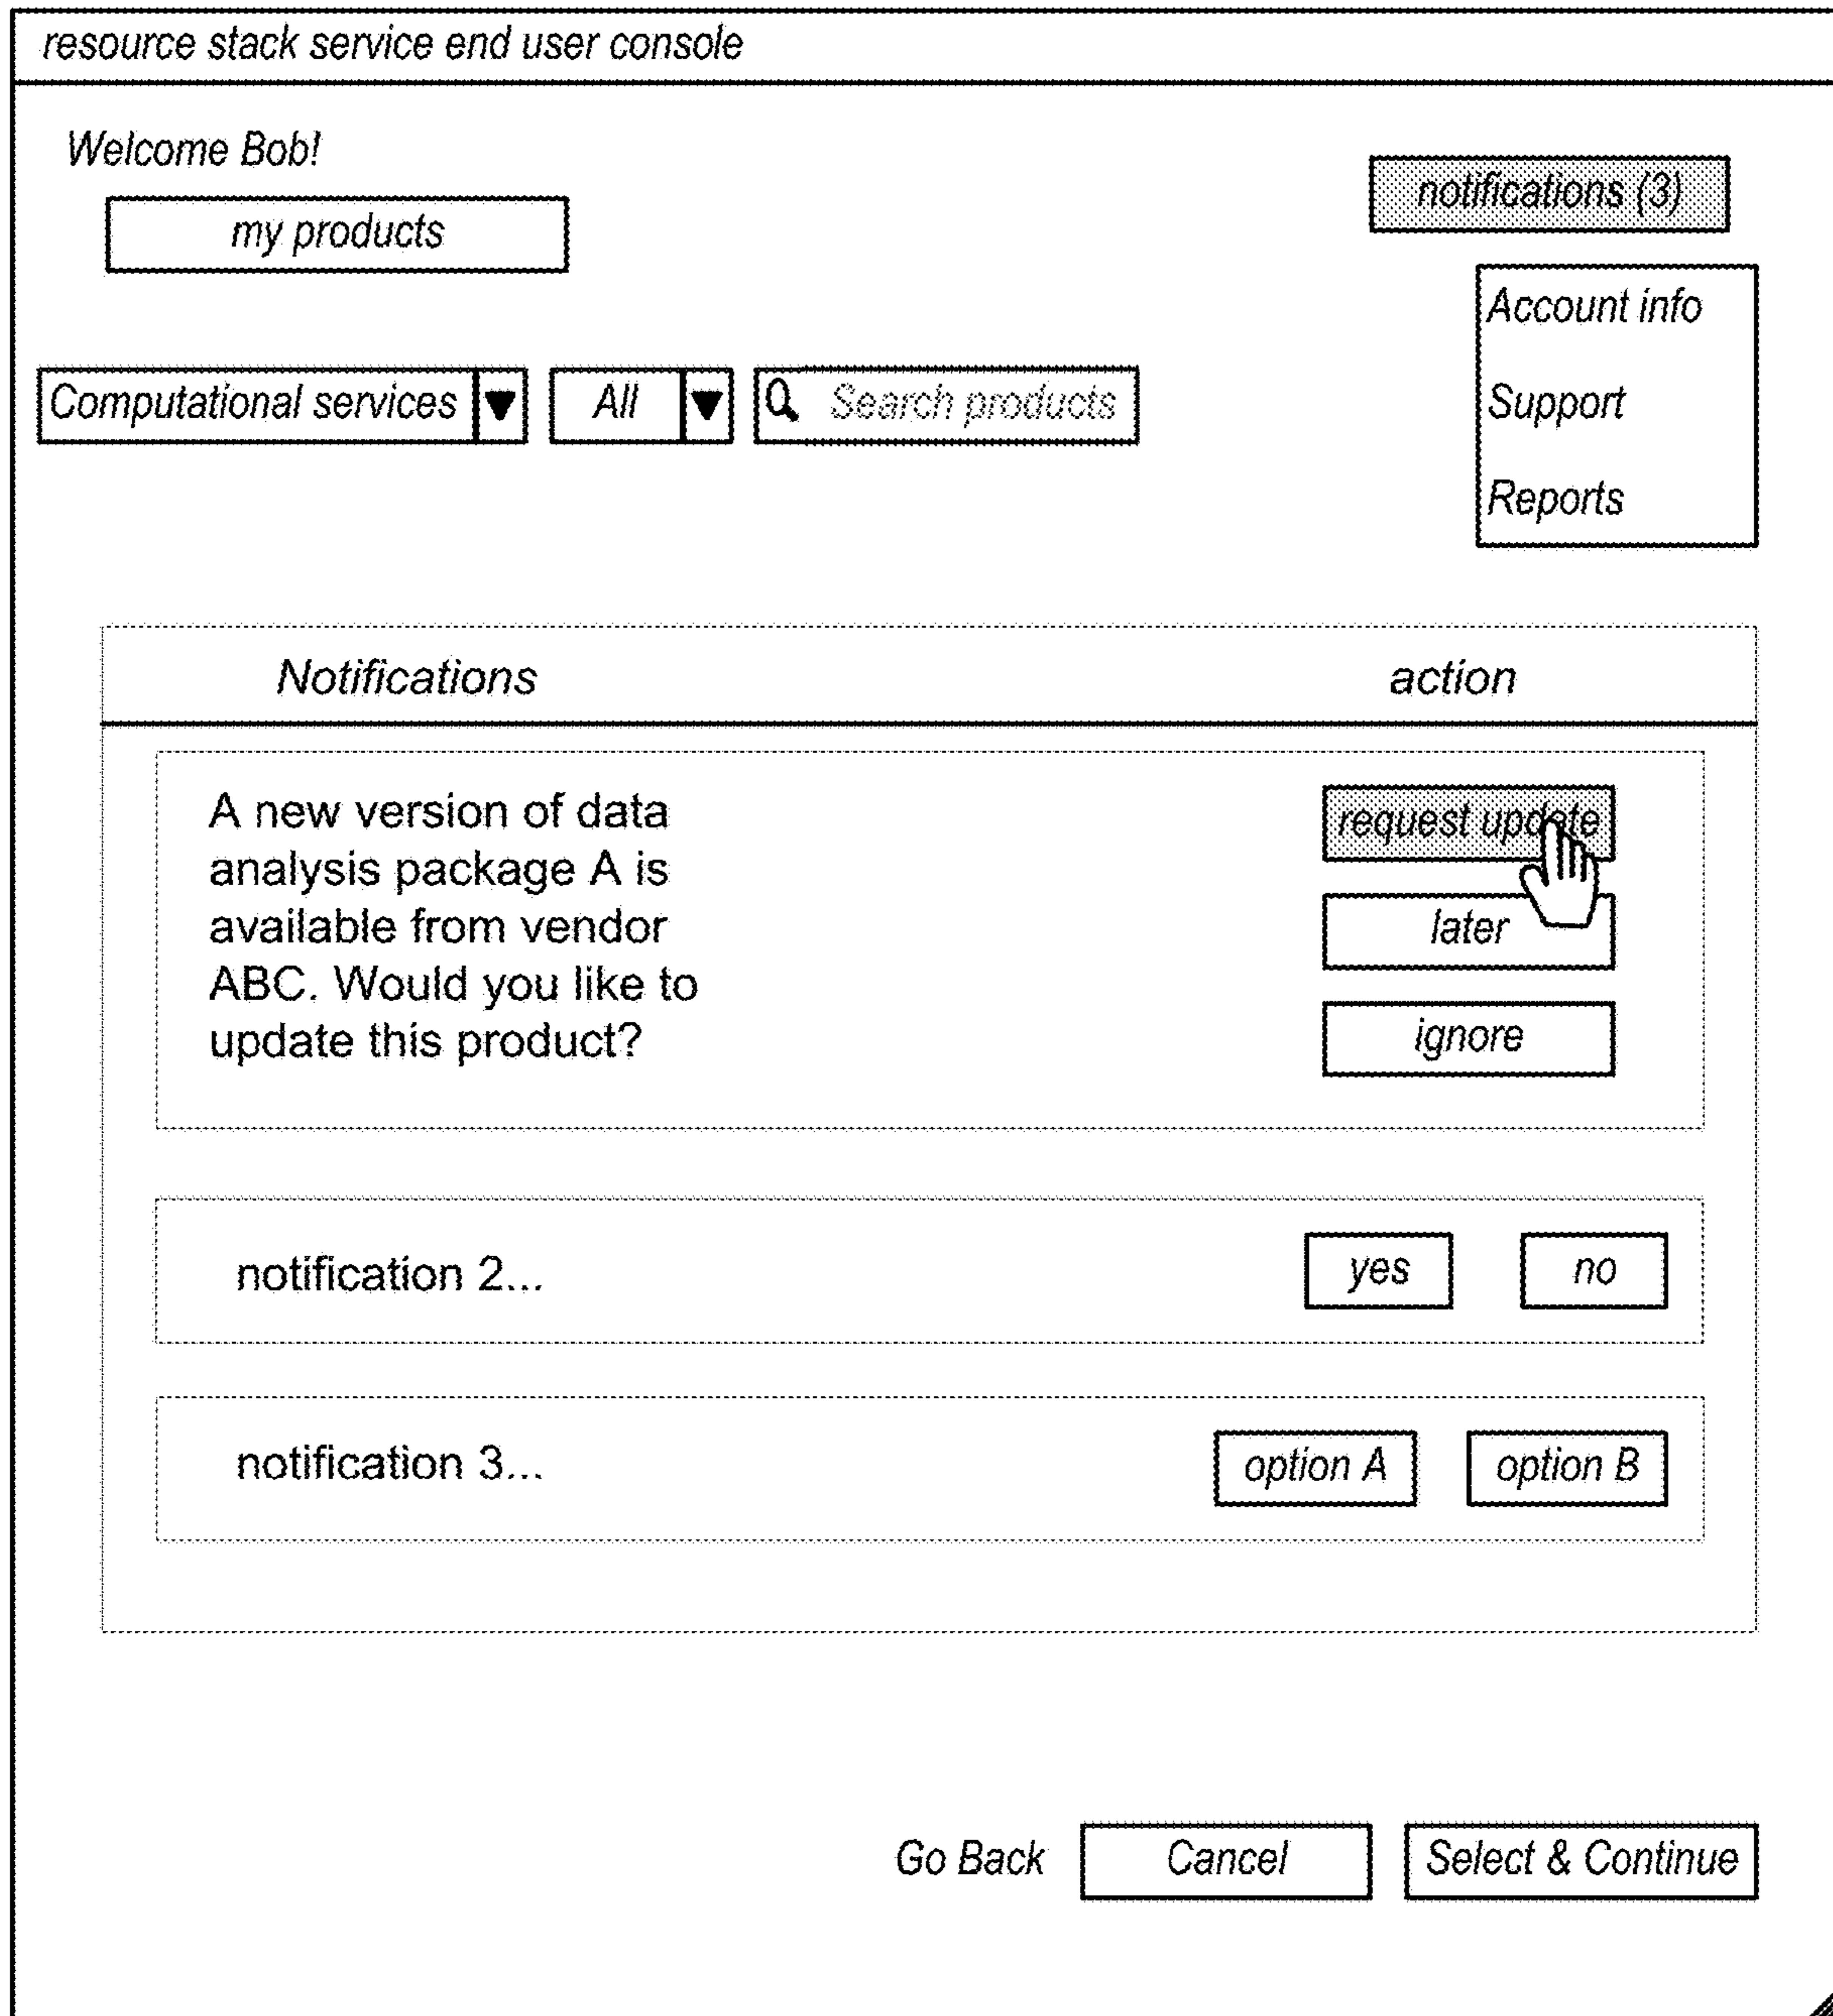 resource stack service end user console
Welcome Bob!
notifications (3)
my products
Account info
Computational services
All
Search products
Support
Reports
Notifications
action
A new version of data
analysis package A is
available from vendor
ABC. Would you like to
update this product?
request update
later
ignore
notification 2...
yes
no
notification 3...
option A
option B
Go Back
Cancel
Select & Continue